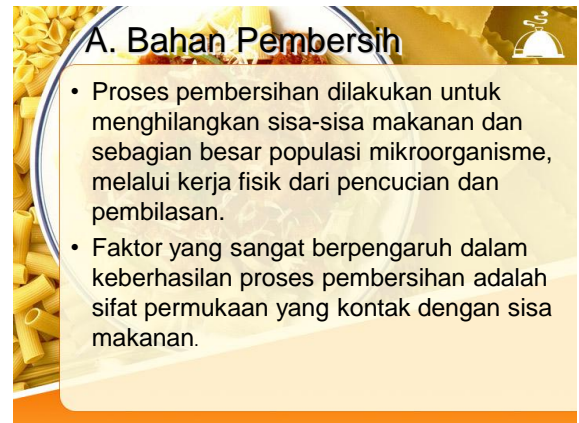 A. Bahan Pembersih
• Proses pembersihan dilakukan untuk
menghilangkan sisa-sisa makanan dan
sebagian besar populasi mikroorganisme,
melalui kerja fisik dari pencucian dan
pembilasan.
• Faktor yang sangat berpengaruh dalam
keberhasilan proses pembersihan adalah
sifat permukaan yang kontak dengan sisa
makanan.